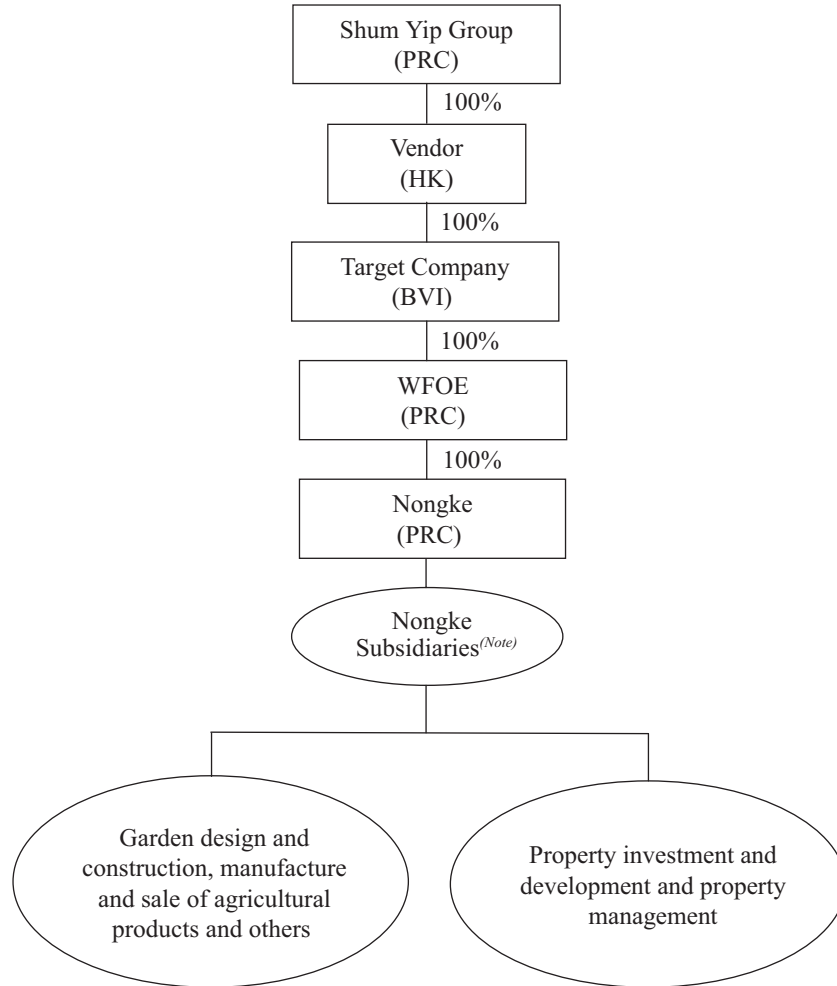 Shum Yip Group
(PRC)
100%
Vendor
(HK)
100%
Target Company
(BVI)
100%
WFOE
(PRC)
100%
Nongke
(PRC)
Nongke
Subsidiaries(Note)
Garden design and
construction, manufacture
and sale of agricultural
products and others
Property investment and
development and property
management